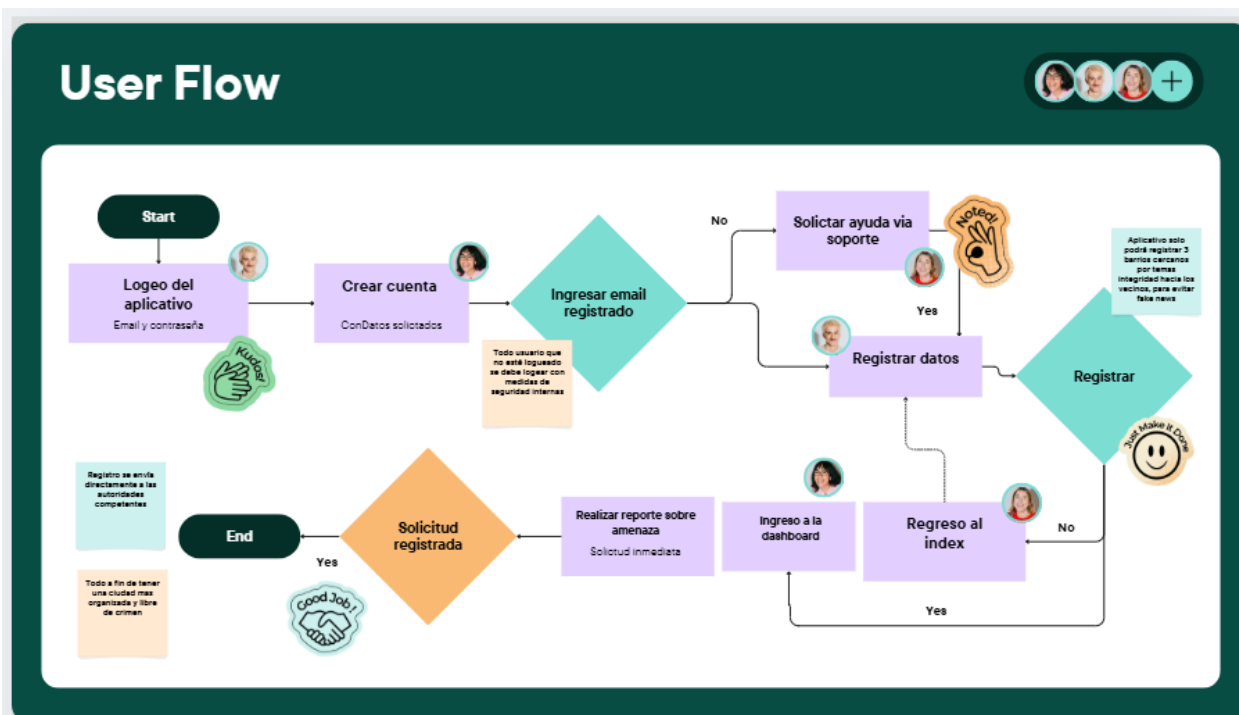 User Flow
Start
Logeo del
aplicativo
Email y contraseña
Kudos!
Crear cuenta
ConDatos solictados
Ingresar email
registrado
Todo usuario que
no esté logueado
se debe logear con
medidas de
seguridad internas
No
Solictar ayuda via
soporte
Noted!
Yes
Registrar datos
Aplicativo solo
podrá registrar 3
barrios cercanos
por temas
integridad hacia los
vecinos, para evitar
fake news
Registrar
Just Make it Done
No
Regreso al
index
Yes
Ingreso a la
dashboard
Realizar reporte sobre
amenaza
Solictud inmediata
Solicitud
registrada
Yes
Good Job!
End
Registro se envía
directamente a las
autoridades
competentes
Todo a fin de tener
una ciudad mas
organizada y libre
de crimen